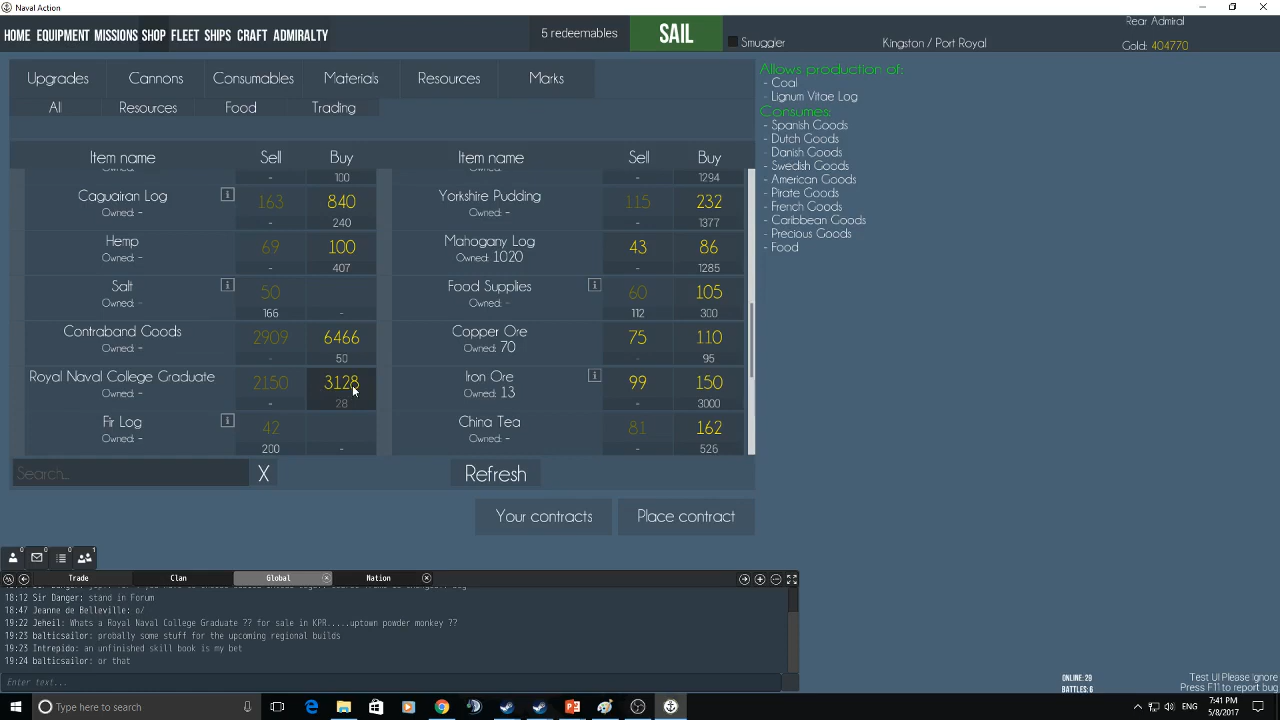 Naval Action
HOME EQUIPMENT MISSIONS SHOP FLEET SHIPS CRAFT ADMIRALTY
5 redeemables
SAIL
Smuggler
Kingston / Port Royal
Rear Admiral
Gold: 404770
Upgrades Cannons Consumables Materials Resources Marks
All Resources Food Trading
Item name Sell Buy Item name Sell Buy
100 1294
Caguairan Log i 163 840 Yorkshire Pudding 115 232
Owned: - - 240 Owned: - - 1377
Hemp 69 100 Mahogany Log 43 86
Owned: - - 407 Owned: 1020 - 1285
Salt i 50 Food Supplies i 60 105
Owned: - 166 - Owned: - 112 300
Contraband Goods 2909 6466 Copper Ore 75 110
Owned: - - 50 Owned: 70 - 95
Royal Naval College Graduate 2150 3128 Iron Ore i 99 150
Owned: - - 28 Owned: 13 - 3000
Fir Log i 42 China Tea 81 162
Owned: - 200 - Owned: - - 526
Search... X Refresh
Your contracts Place contract
Allows production of:
- Coal
- Lignum Vitae Log
Consumes:
- Spanish Goods
- Dutch Goods
- Danish Goods
- Swedish Goods
- American Goods
- Pirate Goods
- French Goods
- Caribbean Goods
- Precious Goods
- Food
0 0 0 1
Trade Clan Global Nation
18:12 Sir Danger: stand in Forum
18:47 Jeanne de Belleville: o/
19:22 Jeheil: Whats a Royal Naval College Graduate ?? for sale in KPR.....uptown powder monkey ??
19:23 balticsailor: probably some stuff for the upcoming regional builds
19:23 Intrepido: an unfinished skill book is my bet
19:24 balticsailor: or that
Enter text...
ONLINE: 29
BATTLES: 6
Test UI Please Ignore
Press F11 to report bug
Type here to search
7:41 PM
5/8/2017